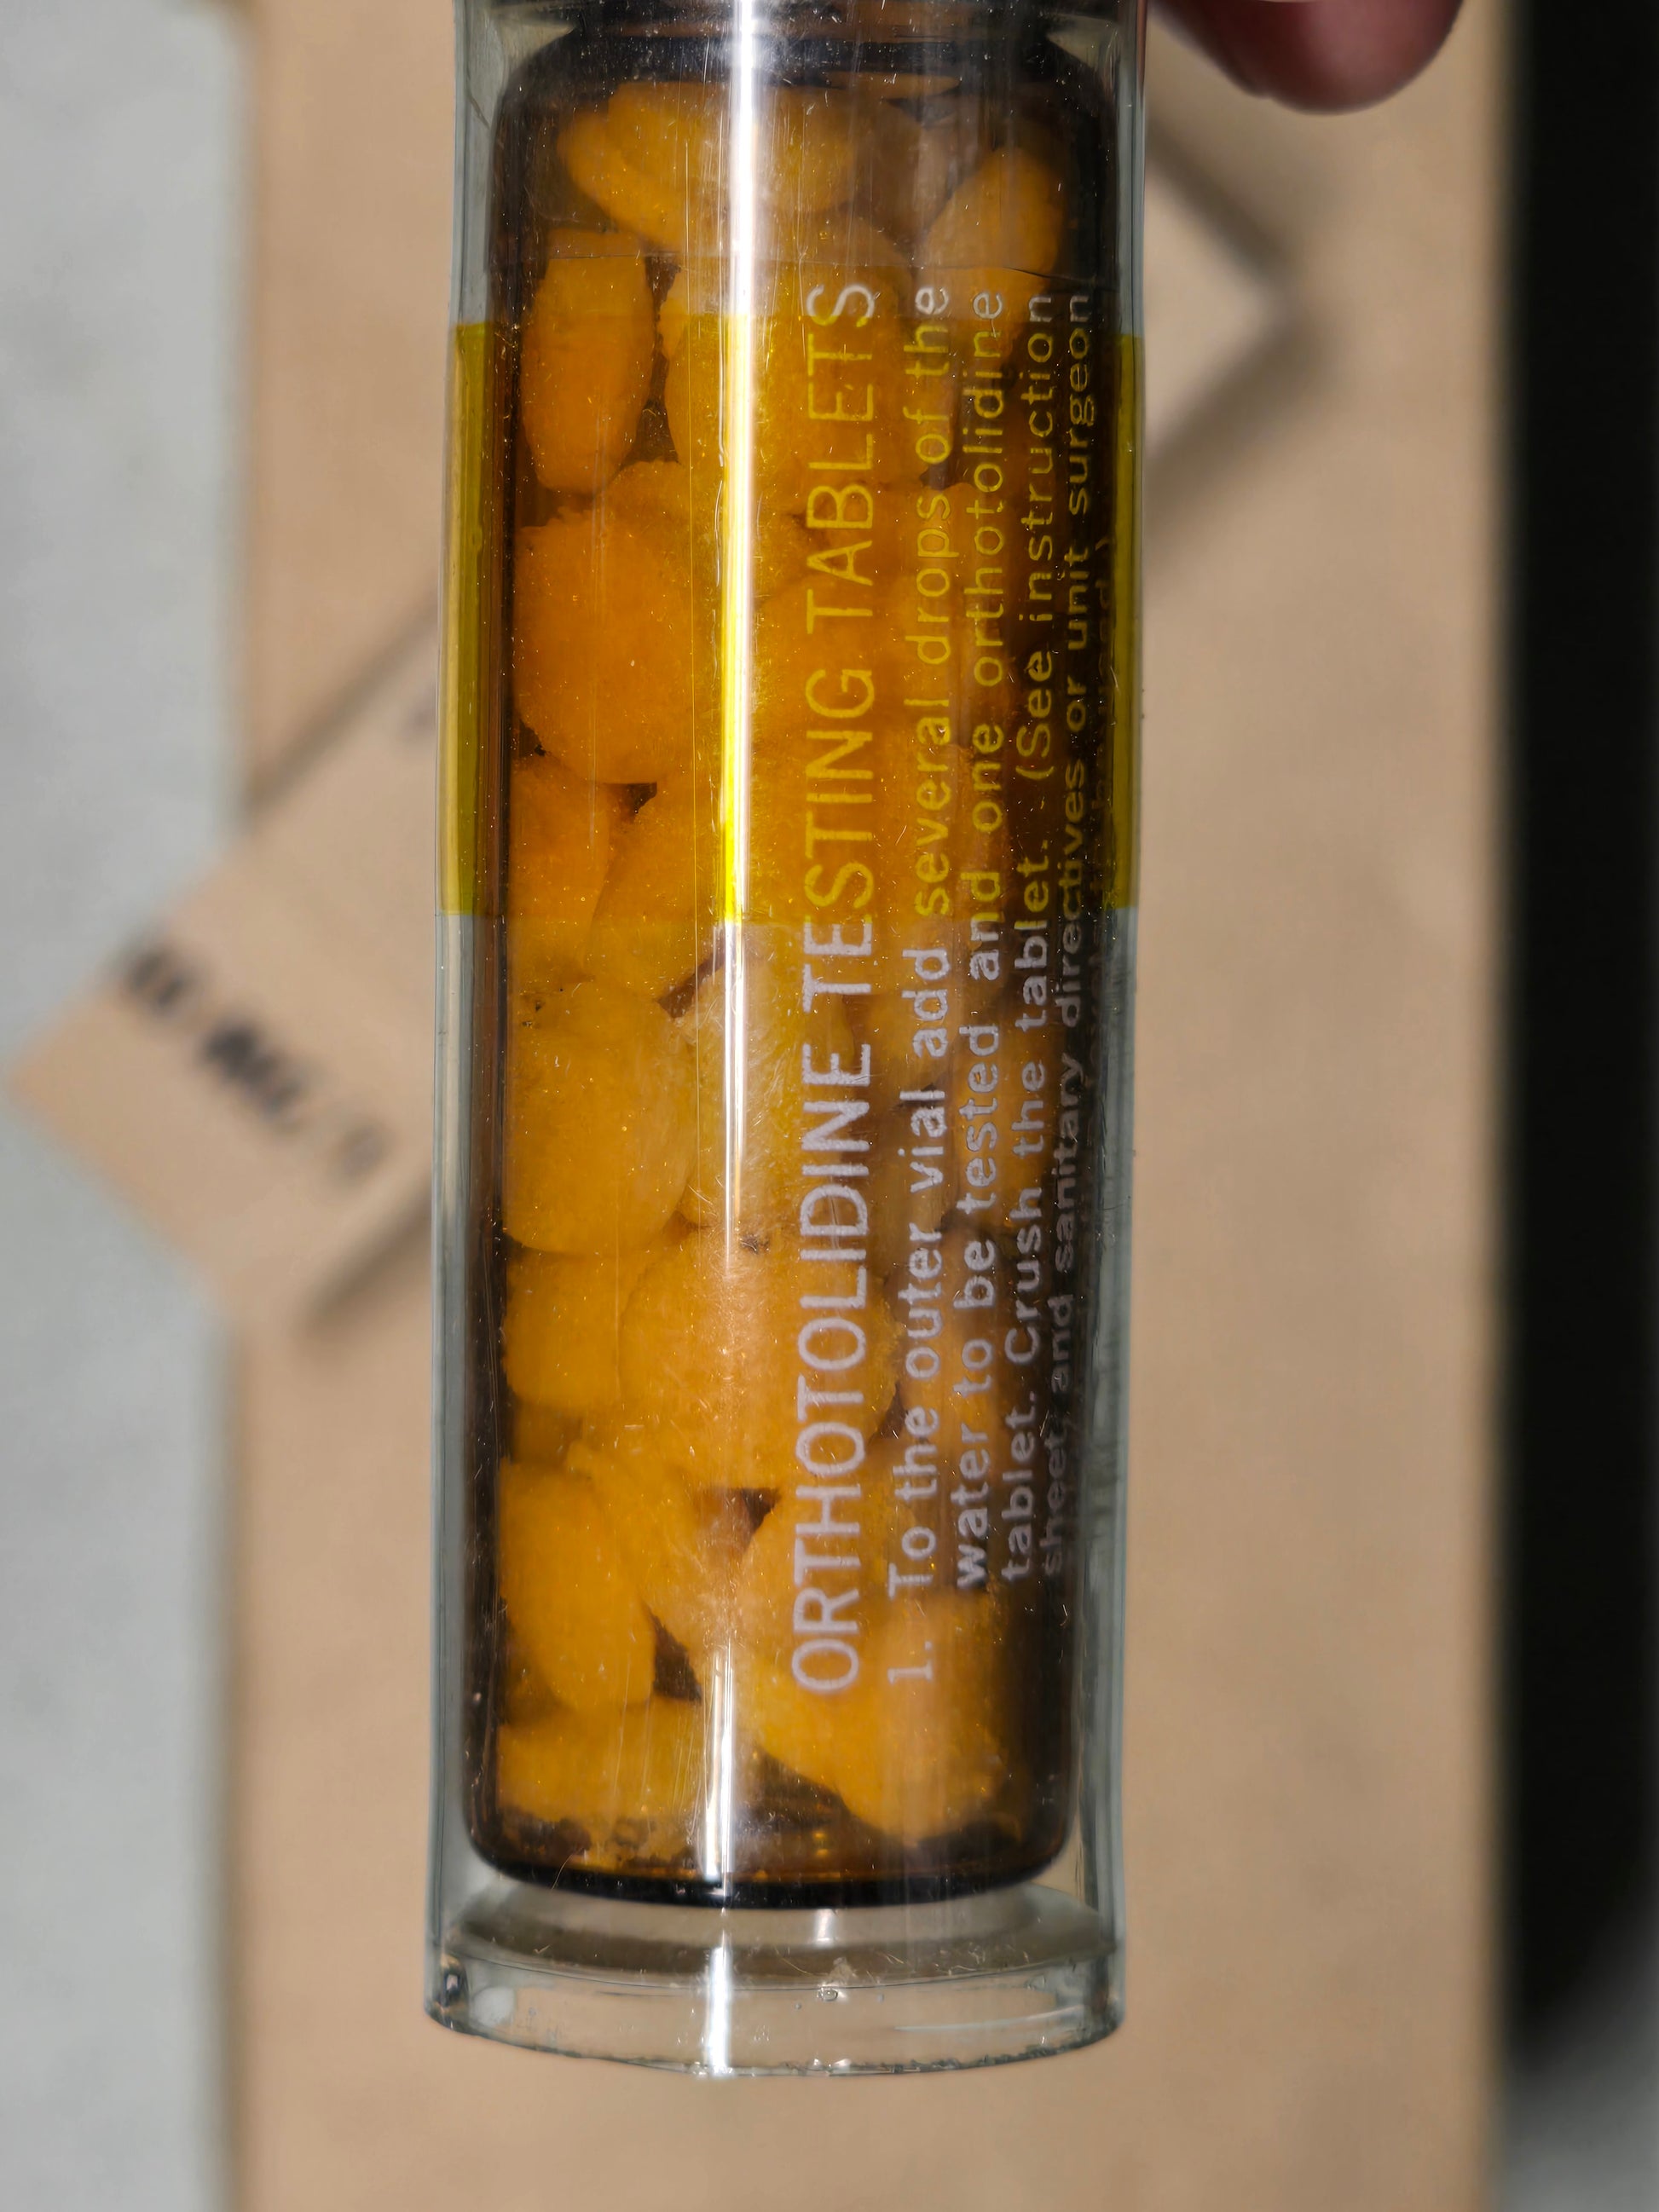 ORTHOTOLIDINE TESTING TABLETS
1. To the outer vial add several drops of the
water to be tested and one orthotolidine
tablet. Crush the tablet. (See instruction
sheet and sanitary directives or unit surgeon